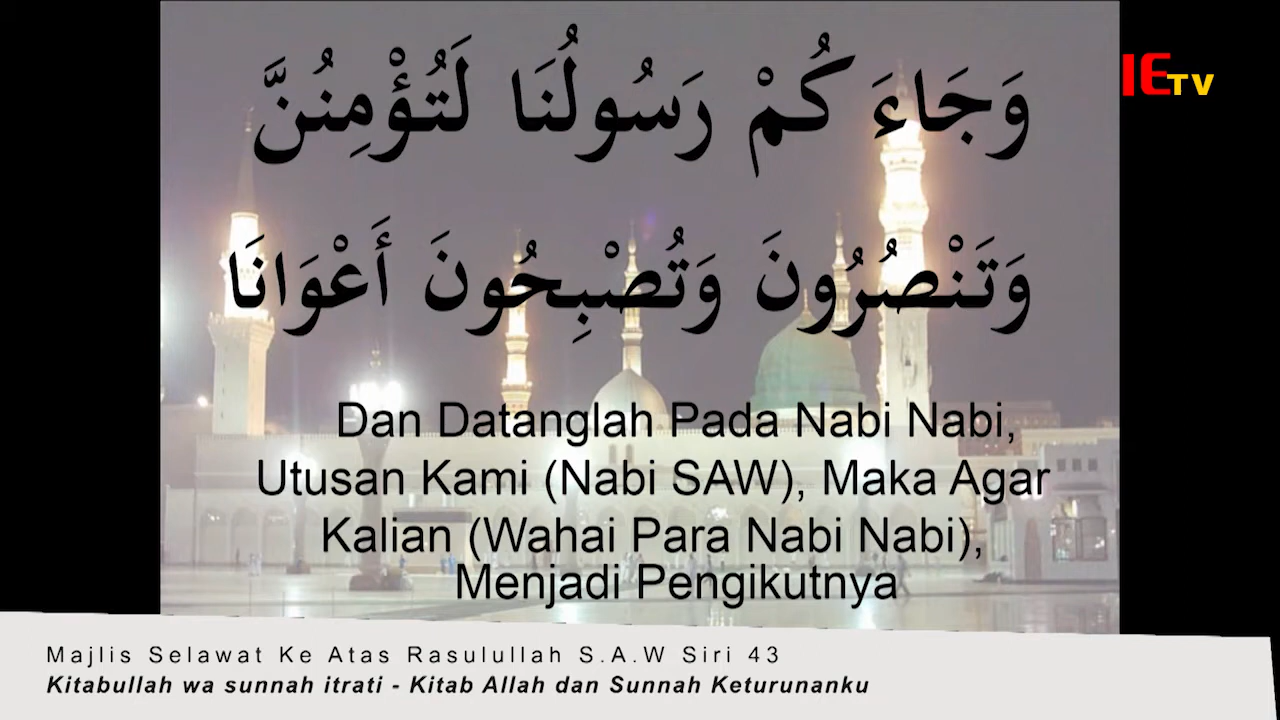 وَجَاءَ كُمْ رَسُولُنَا لَتُؤْمِنُنَّ
وَتَنْصُرُونَ وَتُصْبِحُونَ أَعْوَانَا
Dan Datanglah Pada Nabi Nabi,
Utusan Kami (Nabi SAW), Maka Agar
Kalian (Wahai Para Nabi Nabi),
Menjadi Pengikutnya
IETV
Majlis Selawat Ke Atas Rasulullah S.A.W Siri 43
Kitabullah wa sunnah itrati - Kitab Allah dan Sunnah Keturunanku